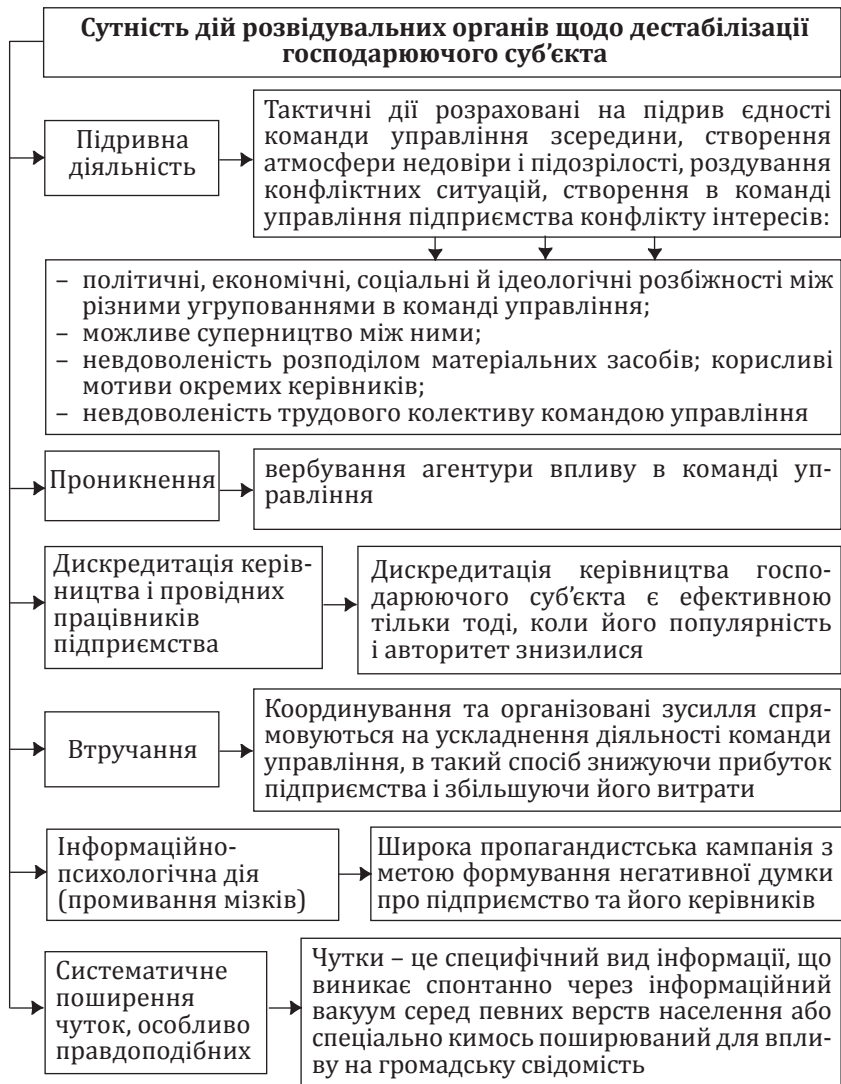 Сутність дій розвідувальних органів щодо дестабілізації
господарюючого суб’єкта
Підривна
діяльність
Тактичні дії розраховані на підрив єдності
команди управління зсередини, створення
атмосфери недовіри і підозрілості, роздування
конфліктних ситуацій, створення в команді
управління підприємства конфлікту інтересів:
– політичні, економічні, соціальні й ідеологічні розбіжності між
різними угрупованнями в команді управління;
– можливе суперництво між ними;
– невдоволеність розподілом матеріальних засобів; корисливі
мотиви окремих керівників;
– невдоволеність трудового колективу командою управління
Проникнення
вербування агентури впливу в команді уп-
равління
Дискредитація керів-
ництва і провідних
працівників
підприємства
Дискредитація керівництва госпо-
дарюючого суб’єкта є ефективною
тільки тоді, коли його популярність
і авторитет знизилися
Втручання
Координування та організовані зусилля спря-
мовуються на ускладнення діяльності команди
управління, в такий спосіб знижуючи прибуток
підприємства і збільшуючи його витрати
Інформаційно-
психологічна дія
(промивання мізків)
Широка пропагандистська кампанія з
метою формування негативної думки
про підприємство та його керівників
Систематичне
поширення
чуток, особливо
правдоподібних
Чутки – це специфічний вид інформації, що
виникає спонтанно через інформаційний
вакуум серед певних верств населення або
спеціально кимось поширюваний для впли-
ву на громадську свідомість